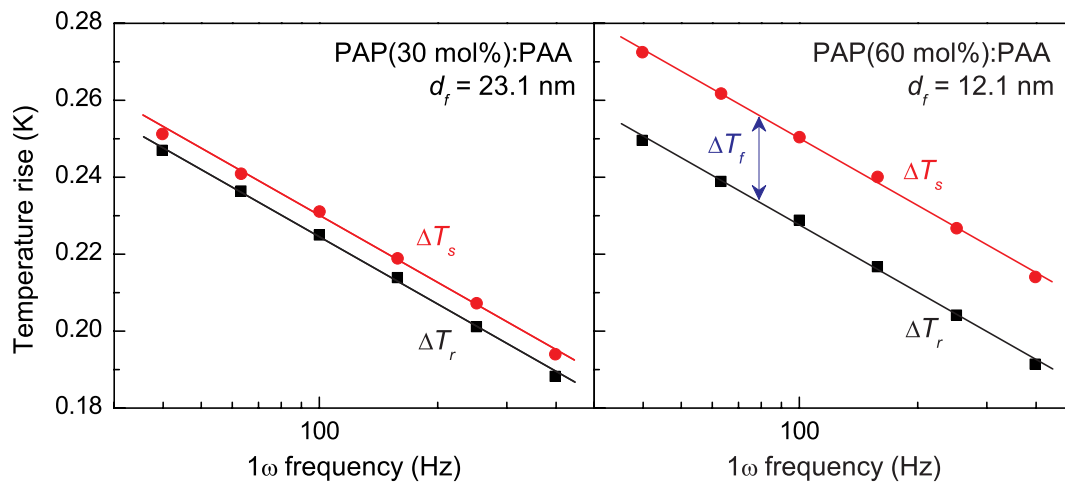 Temperature rise (K)
0.28
0.26
0.24
0.22
0.20
0.18
PAP(30 mol%):PAA
d_f = 23.1 nm
ΔT_s
ΔT_r
100
1ω frequency (Hz)
PAP(60 mol%):PAA
d_f = 12.1 nm
ΔT_f
ΔT_s
ΔT_r
100
1ω frequency (Hz)